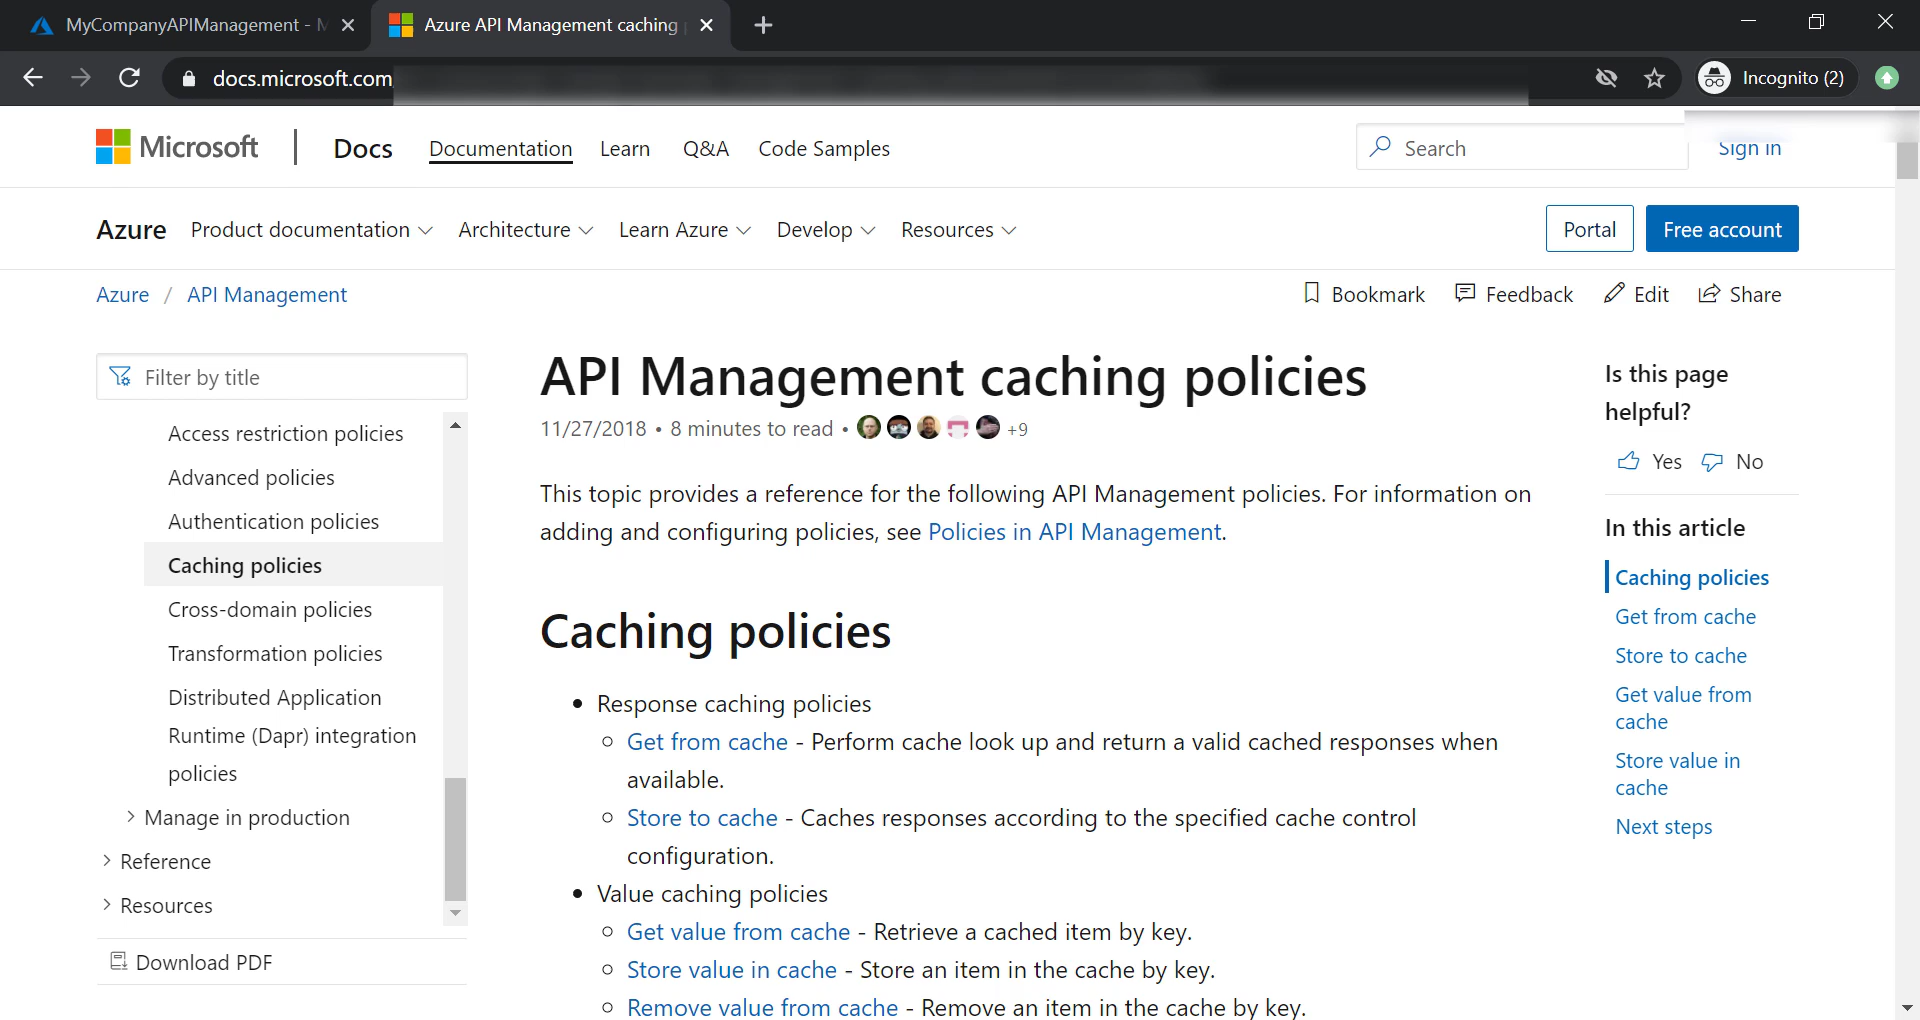 MyCompanyAPIManagement - M
Azure API Management caching
docs.microsoft.com
Incognito (2)
Microsoft
Docs
Documentation
Learn
Q&A
Code Samples
Search
Sign in
Azure
Product documentation
Architecture
Learn Azure
Develop
Resources
Portal
Free account
Azure / API Management
Bookmark
Feedback
Edit
Share
Filter by title
Access restriction policies
Advanced policies
Authentication policies
Caching policies
Cross-domain policies
Transformation policies
Distributed Application
Runtime (Dapr) integration
policies
Manage in production
Reference
Resources
Download PDF
API Management caching policies
11/27/2018 • 8 minutes to read • +9
This topic provides a reference for the following API Management policies. For information on
adding and configuring policies, see Policies in API Management.
Caching policies
• Response caching policies
○ Get from cache - Perform cache look up and return a valid cached responses when
available.
○ Store to cache - Caches responses according to the specified cache control
configuration.
• Value caching policies
○ Get value from cache - Retrieve a cached item by key.
○ Store value in cache - Store an item in the cache by key.
○ Remove value from cache - Remove an item in the cache by key.
Is this page
helpful?
Yes
No
In this article
Caching policies
Get from cache
Store to cache
Get value from
cache
Store value in
cache
Next steps